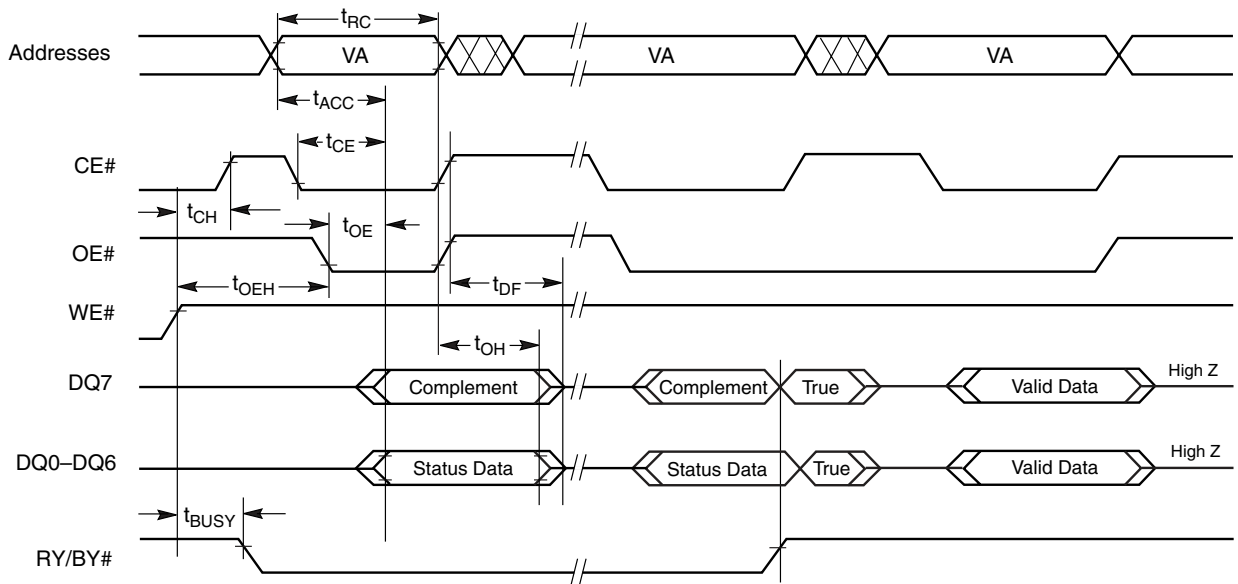 tRC
Addresses VA VA VA
tACC
tCE
CE#
tCH tOE
OE#
tOEH tDF
WE#
tOH
DQ7 Complement Complement True Valid Data High Z
DQ0–DQ6 Status Data Status Data True Valid Data High Z
tBUSY
RY/BY#